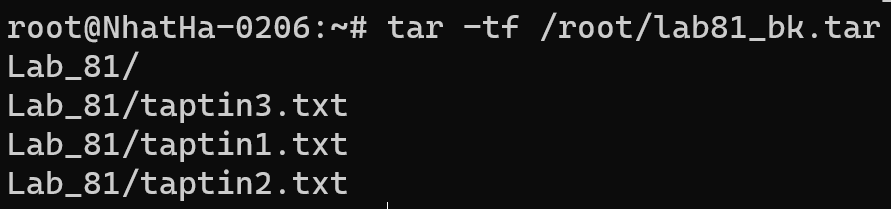 root@NhatHa-0206:~# tar -tf /root/lab81_bk.tar
Lab_81/
Lab_81/taptin3.txt
Lab_81/taptin1.txt
Lab_81/taptin2.txt